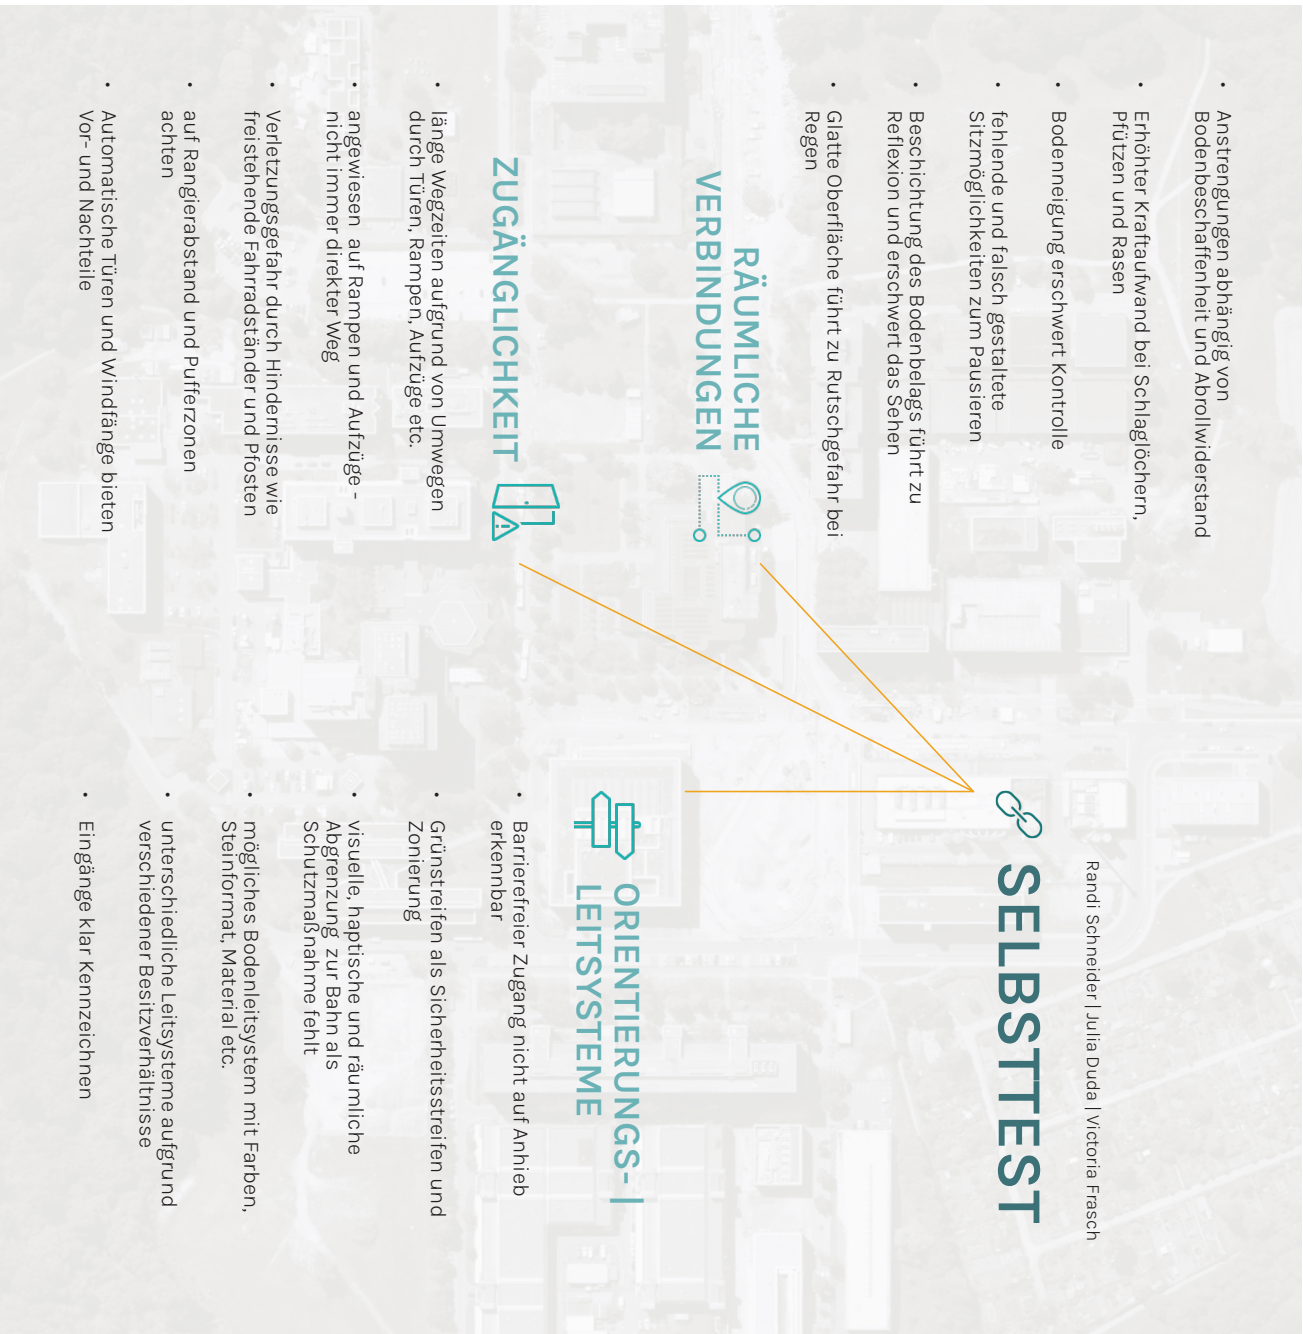 Randi Schneider | Julia Duda | Victoria Frasch
SELBSTTEST
RÄUMLICHE
VERBINDUNGEN
• Anstrengungen abhängig von
Bodenbeschaffenheit und Abrollwiderstand
• Erhöhter Kraftaufwand bei Schlaglöchern,
Pfützen und Rasen
• Bodenneigung erschwert Kontrolle
• fehlende und falsch gestaltete
Sitzmöglichkeiten zum Pausieren
• Beschichtung des Bodenbelags führt zu
Reflexion und erschwert das Sehen
• Glatte Oberfläche führt zu Rutschgefahr bei
Regen
ZUGÄNGLICHKEIT
• länge Wegzeiten aufgrund von Umwegen
durch Türen, Rampen, Aufzüge etc.
• angewiesen auf Rampen und Aufzüge -
nicht immer direkter Weg
• Verletzungsgefahr durch Hindernisse wie
freistehende Fahrradständer und Pfosten
• auf Rangierabstand und Pufferzonen
achten
• Automatische Türen und Windfänge bieten
Vor- und Nachteile
ORIENTIERUNGS- |
LEITSYSTEME
• Barrierefreier Zugang nicht auf Anhieb
erkennbar
• Grünstreifen als Sicherheitsstreifen und
Zonierung
• visuelle, haptische und räumliche
Abgrenzung zur Bahn als
Schutzmaßnahme fehlt
• mögliches Bodenleitsystem mit Farben,
Steinformat, Material etc.
• unterschiedliche Leitsysteme aufgrund
verschiedener Besitzverhältnisse
• Eingänge klar Kennzeichnen